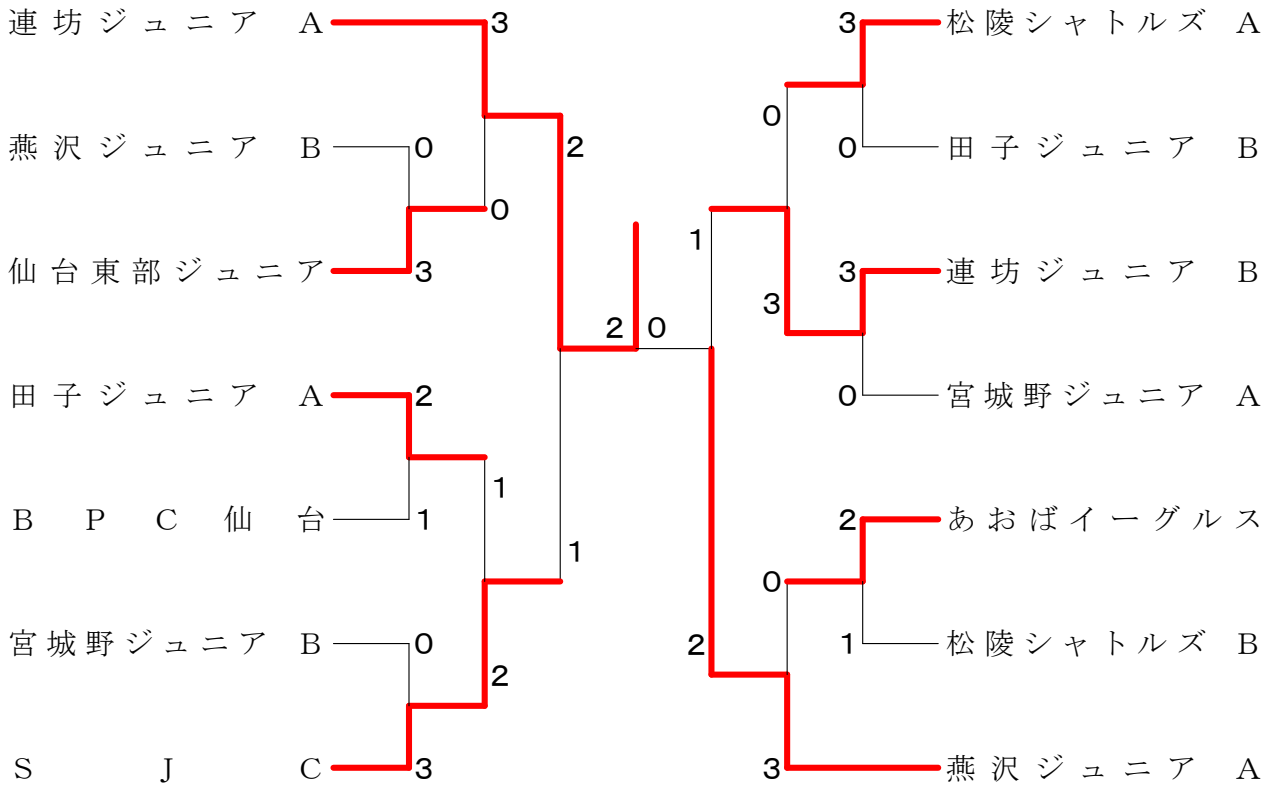 連坊ジュニア A 3 3 松陵シャトルズ A
0
燕沢ジュニア B 0 2 0 田子ジュニア B
0 1
仙台東部ジュニア 3 3 連坊ジュニア B
3
2 0
田子ジュニア A 2 0 宮城野ジュニア A
1
BPC仙台 1 2 あおばイーグルス
1 0
宮城野ジュニア B 0 2 1 松陵シャトルズ B
2
SJC 3 3 燕沢ジュニア A